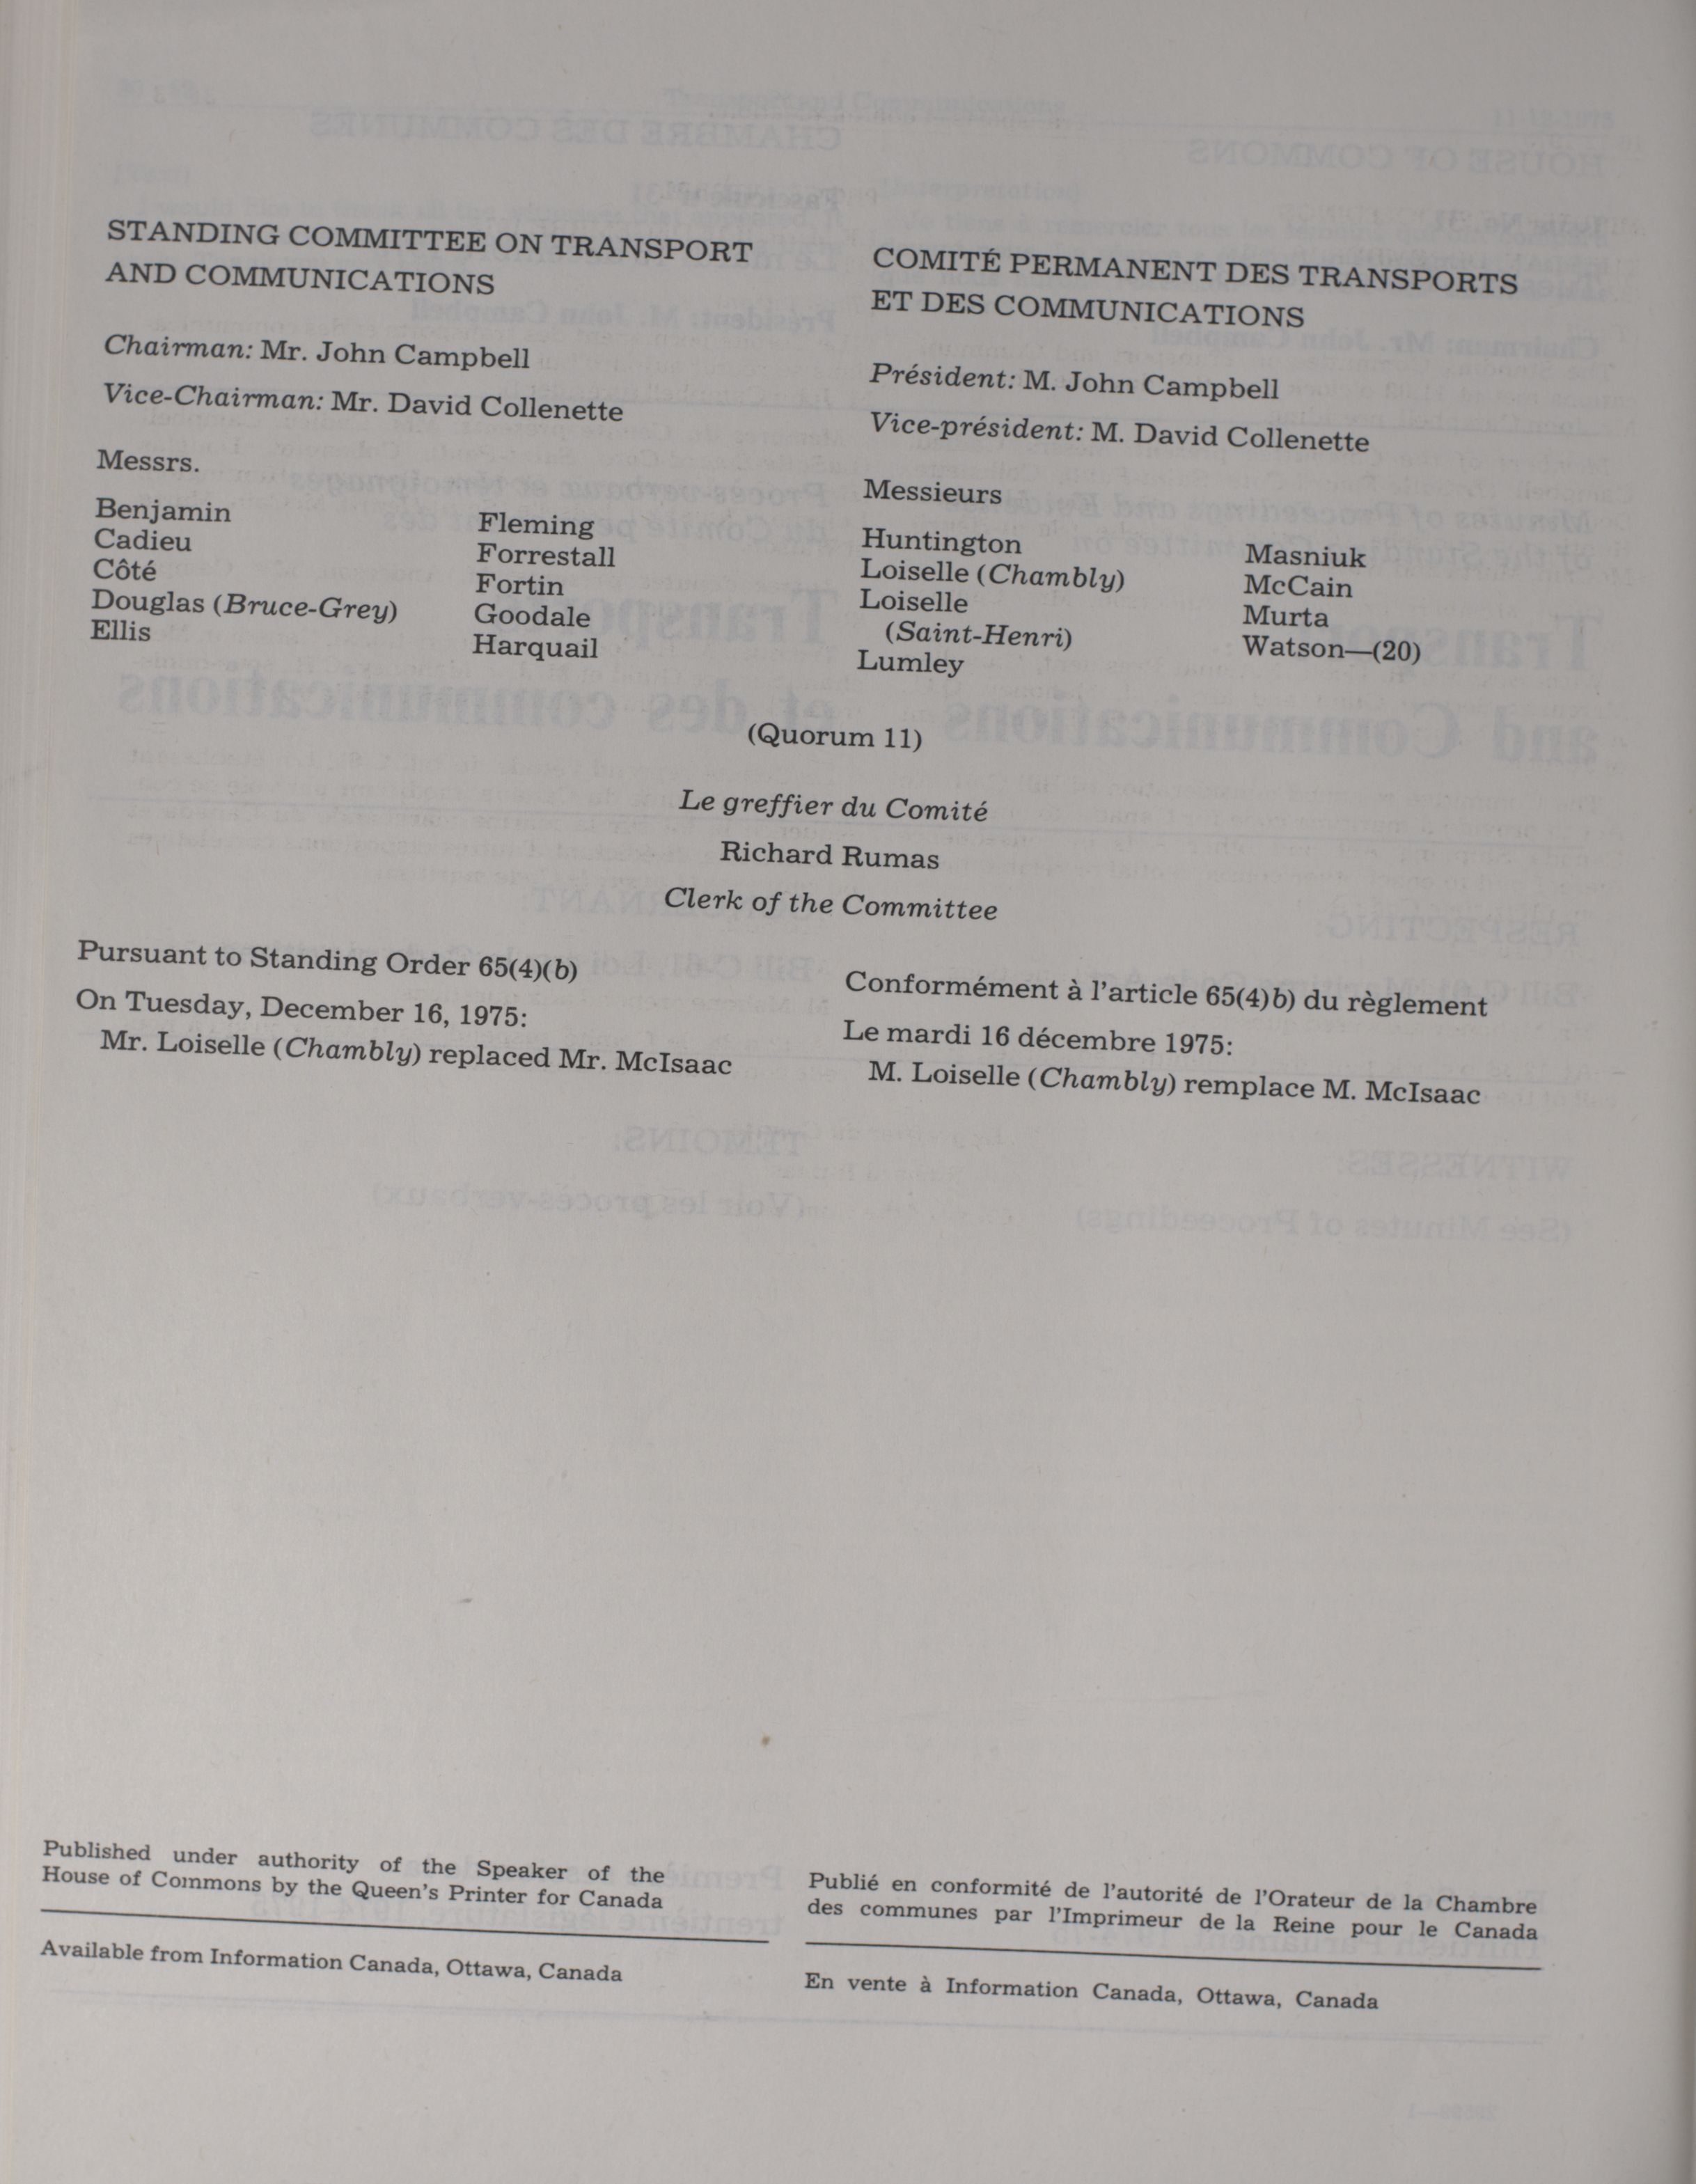 STANDING COMMITTEE ON TRANSPORT
AND COMMUNICATIONS
Chairman: Mr. John Campbell
Vice-Chairman: Mr. David Collenette
Messrs.
Benjamin
Cadieu
Côté
Douglas (Bruce-Grey)
Ellis
Fleming
Forrestall
Fortin
Goodale
Harquail
COMITÉ PERMANENT DES TRANSPORTS
ET DES COMMUNICATIONS
Président: M. John Campbell
Vice-président: M. David Collenette
Messieurs
Huntington
Loiselle (Chambly)
Loiselle
(Saint-Henri)
Lumley
Masniuk
McCain
Murta
Watson—(20)
(Quorum 11)
Le greffier du Comité
Richard Rumas
Clerk of the Committee
Pursuant to Standing Order 65(4)(b)
On Tuesday, December 16, 1975:
Mr. Loiselle (Chambly) replaced Mr. McIsaac
Conformément à l'article 65(4)b) du règlement
Le mardi 16 décembre 1975:
M. Loiselle (Chambly) remplace M. McIsaac
Published under authority of the Speaker of the
House of Commons by the Queen's Printer for Canada
Available from Information Canada, Ottawa, Canada
Publié en conformité de l'autorité de l'Orateur de la Chambre
des communes par l'Imprimeur de la Reine pour le Canada
En vente à Information Canada, Ottawa, Canada